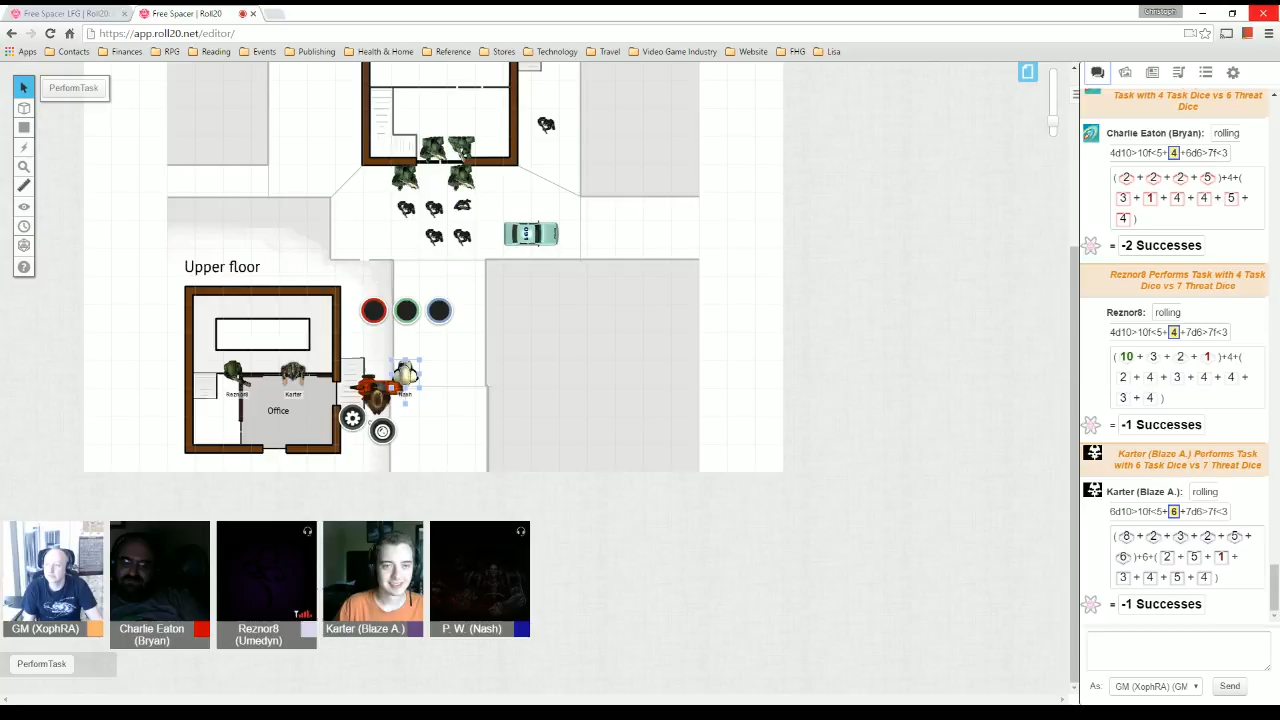 Free Spacer LFG | Roll20:
Free Spacer | Roll20
Christoph
https://app.roll20.net/editor/
Apps Contacts Finances RPG Reading Events Publishing Health & Home Reference Stores Technology Travel Video Game Industry Website FHG Lisa
PerformTask
Upper floor
Reznor8
Karter
Nash
Office
GM (XophRA)
Charlie Eaton
(Bryan)
Reznor8
(Umedyn)
Karter (Blaze A.)
P. W. (Nash)
PerformTask
Task with 4 Task Dice vs 6 Threat
Dice
Charlie Eaton (Bryan): rolling
4d10>10f<5+4+6d6>7f<3
(2+2+2+5)+4+(
3+1+4+4+5+
4)
= -2 Successes
Reznor8 Performs Task with 4 Task
Dice vs 7 Threat Dice
Reznor8: rolling
4d10>10f<5+4+7d6>7f<3
(10+3+2+1)+4+(
2+4+3+4+4+
3+4)
= -1 Successes
Karter (Blaze A.) Performs Task
with 6 Task Dice vs 7 Threat Dice
Karter (Blaze A.): rolling
6d10>10f<5+6+7d6>7f<3
(8+2+3+2+5+
6)+6+(2+5+1+
3+4+5+4)
= -1 Successes
As: GM (XophRA) (GM Send